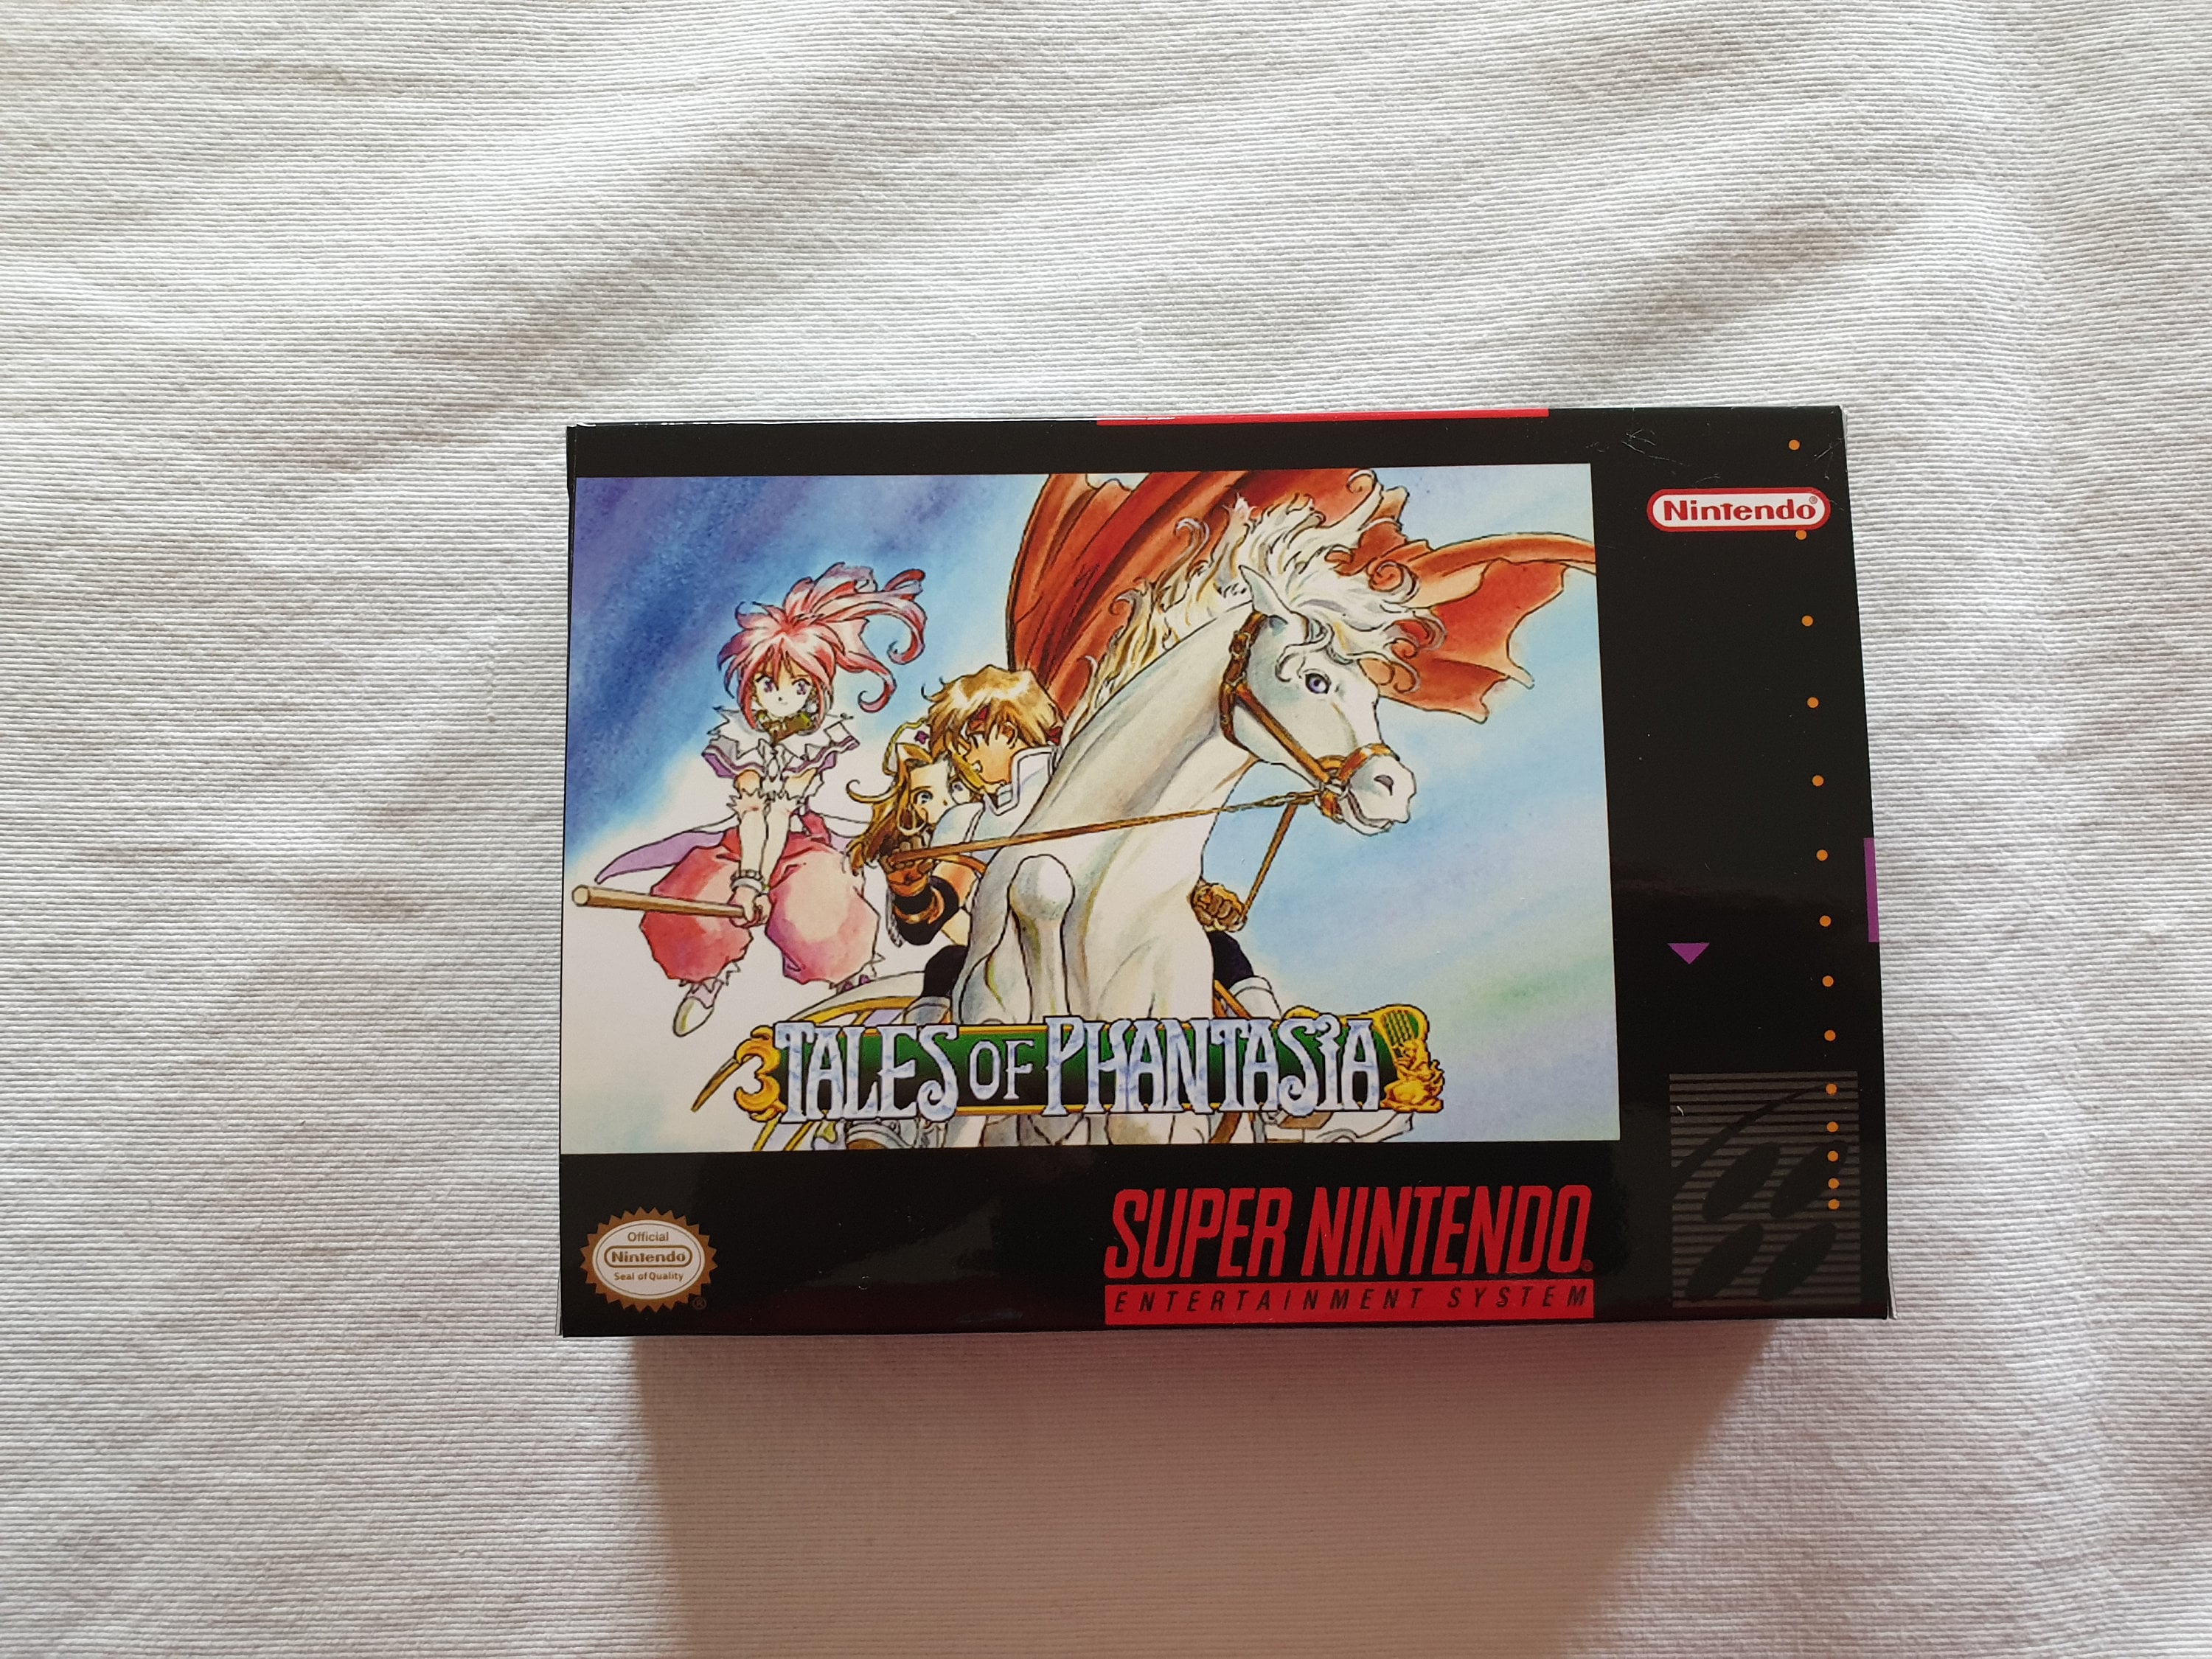 Nintendo®
TALES OF PHANTASIA
Official
Nintendo
Seal of Quality
®
SUPER NINTENDO®
ENTERTAINMENT SYSTEM